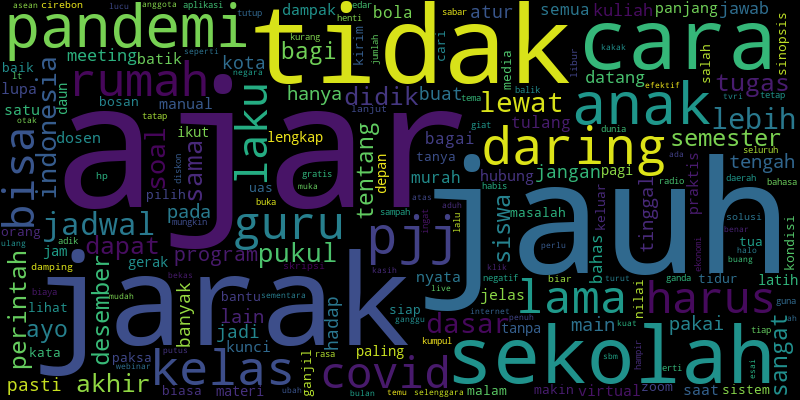 asean cirebon lucu anggota aplikasi tutup dampak henti edar sabar kuliah panjang jawab
pandemi tidak cara
meeting batik bagi kirim bola jumlah kurang atur semua salah sinopsis
baik seperti kota cari media kakak datang libur
rumah negara efektif tugas
lupa lt daun bosan manual hanya didik buat balik tema lewat anak tvri tetap
satu otak tatap laku lanjut tulang lebih
indonesia dosen ikut lengkap bagai giat daring dunia semester seluruh
bisa ajar soal sama diskon gratis tentang depan tanya hubung jangan pagi ada tengah
hp pilih uas muka murah habis radio daerah bahasa
orang jadwal pada buka sampah atas aduh jauh keluar tinggal praktis solusi
ulang adik mungkin guru pjj ingat lalu siswa masalah benar kondisi
jam dapat program pukul perlu bahas halo tua
damping gerak skripsi nyata kasih klik buang ekonomi
perintah biaya mudah bekas jarak live negatif biar turut ganda tidur latih
lihat desember banyak bantu sementara hadap siap jelas lama nilai harus guna
ayo lain ganggu dasar internet penuh main kuat pakai sangat tiap
kata jadi kunci tanpa hampir
paksa putus rasa paling kumpul sekolah sbm
webinar kelas ganjil covid erti esai
pasti akhir biasa materi ubah bulan temu selenggara malam makin virtual zoom saat sistem